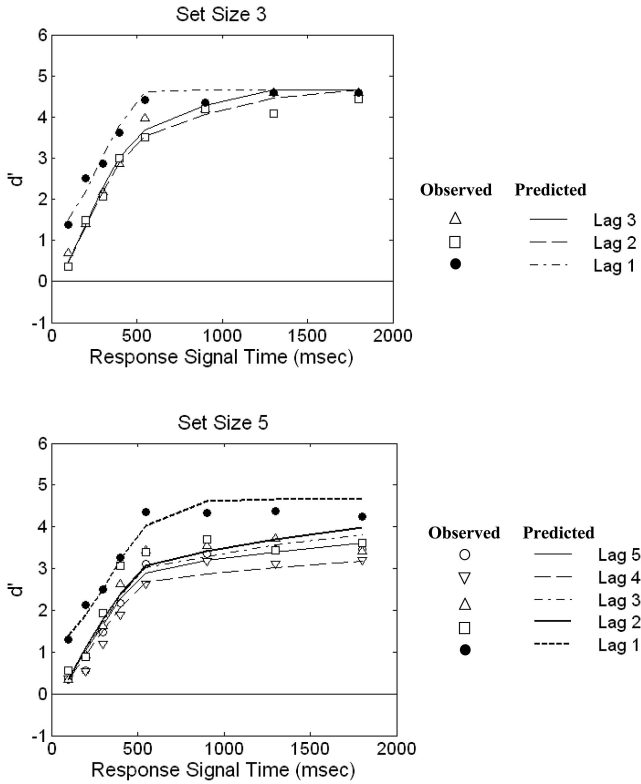 Set Size 3
6
5
4
3
2
1
0
-1
d'
0 500 1000 1500 2000
Response Signal Time (msec)
Observed Predicted
Lag 3
Lag 2
Lag 1
Set Size 5
6
5
4
3
2
1
0
-1
d'
0 500 1000 1500 2000
Response Signal Time (msec)
Observed Predicted
Lag 5
Lag 4
Lag 3
Lag 2
Lag 1